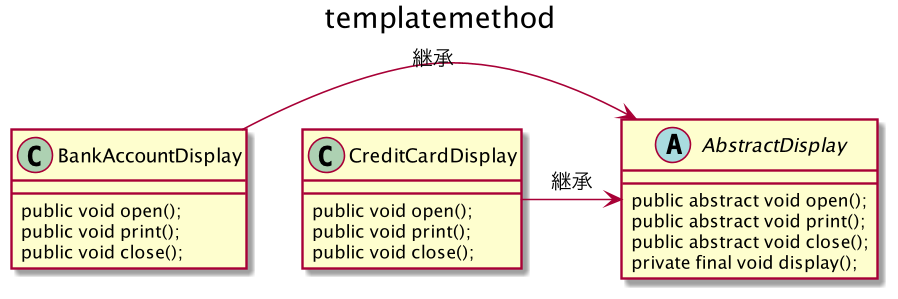 templatemethod
継承
C BankAccountDisplay
public void open();
public void print();
public void close();
C CreditCardDisplay
public void open();
public void print();
public void close();
継承
A AbstractDisplay
public abstract void open();
public abstract void print();
public abstract void close();
private final void display();